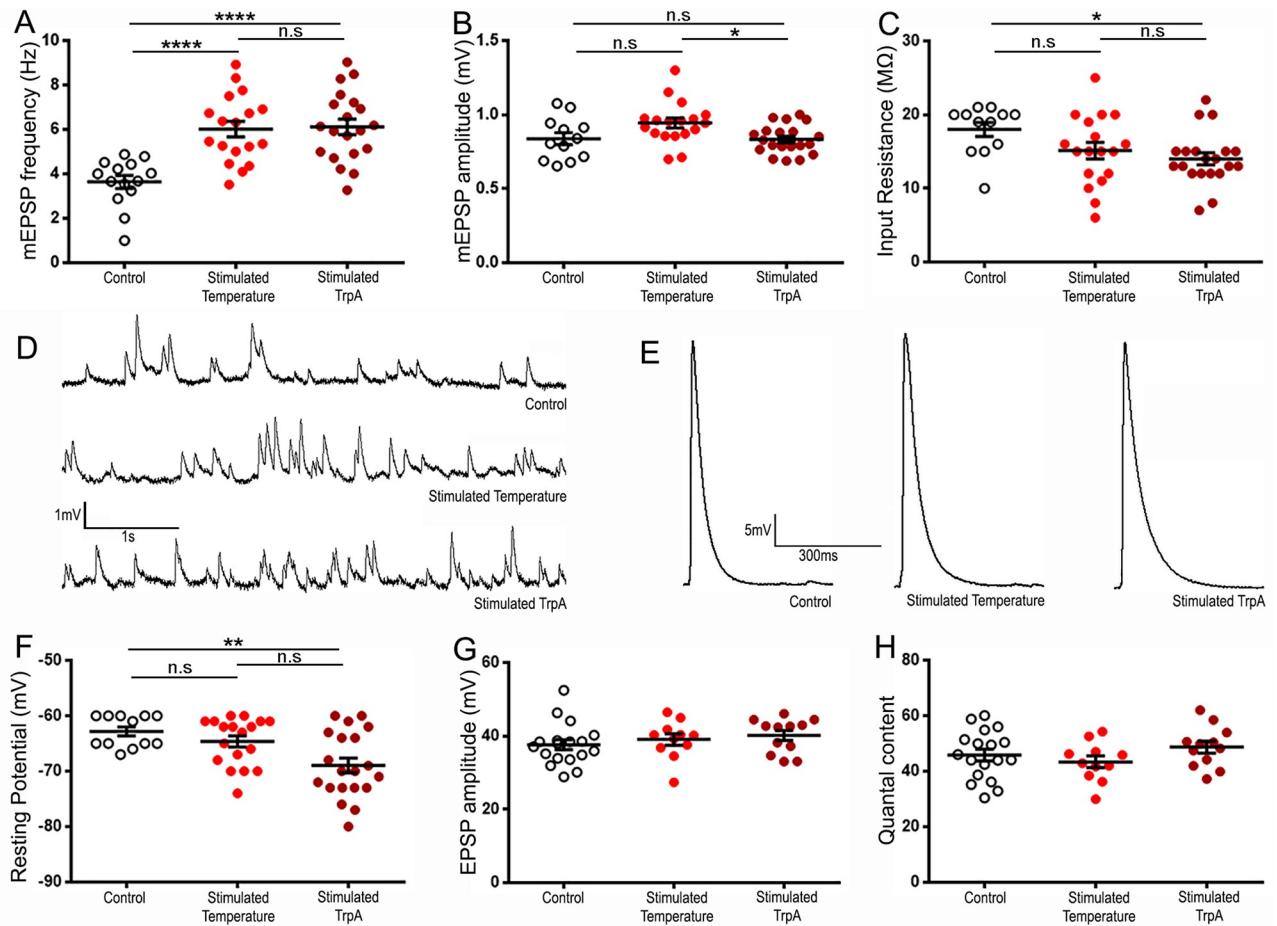 A
****
****
n.s
mEPSP frequency (Hz)
10
8
6
4
2
0
Control
Stimulated
Temperature
Stimulated
TrpA
B
n.s
n.s
*
mEPSP amplitude (mV)
1.5
1.0
0.5
0.0
Control
Stimulated
Temperature
Stimulated
TrpA
C
*
n.s
n.s
Input Resistance (MΩ)
30
20
10
0
Control
Stimulated
Temperature
Stimulated
TrpA
D
Control
Stimulated Temperature
1mV
1s
Stimulated TrpA
E
5mV
300ms
Control
Stimulated Temperature
Stimulated TrpA
F
**
n.s
n.s
Resting Potential (mV)
-50
-60
-70
-80
-90
Control
Stimulated
Temperature
Stimulated
TrpA
G
EPSP amplitude (mV)
60
40
20
0
Control
Stimulated
Temperature
Stimulated
TrpA
H
Quantal content
80
60
40
20
0
Control
Stimulated
Temperature
Stimulated
TrpA